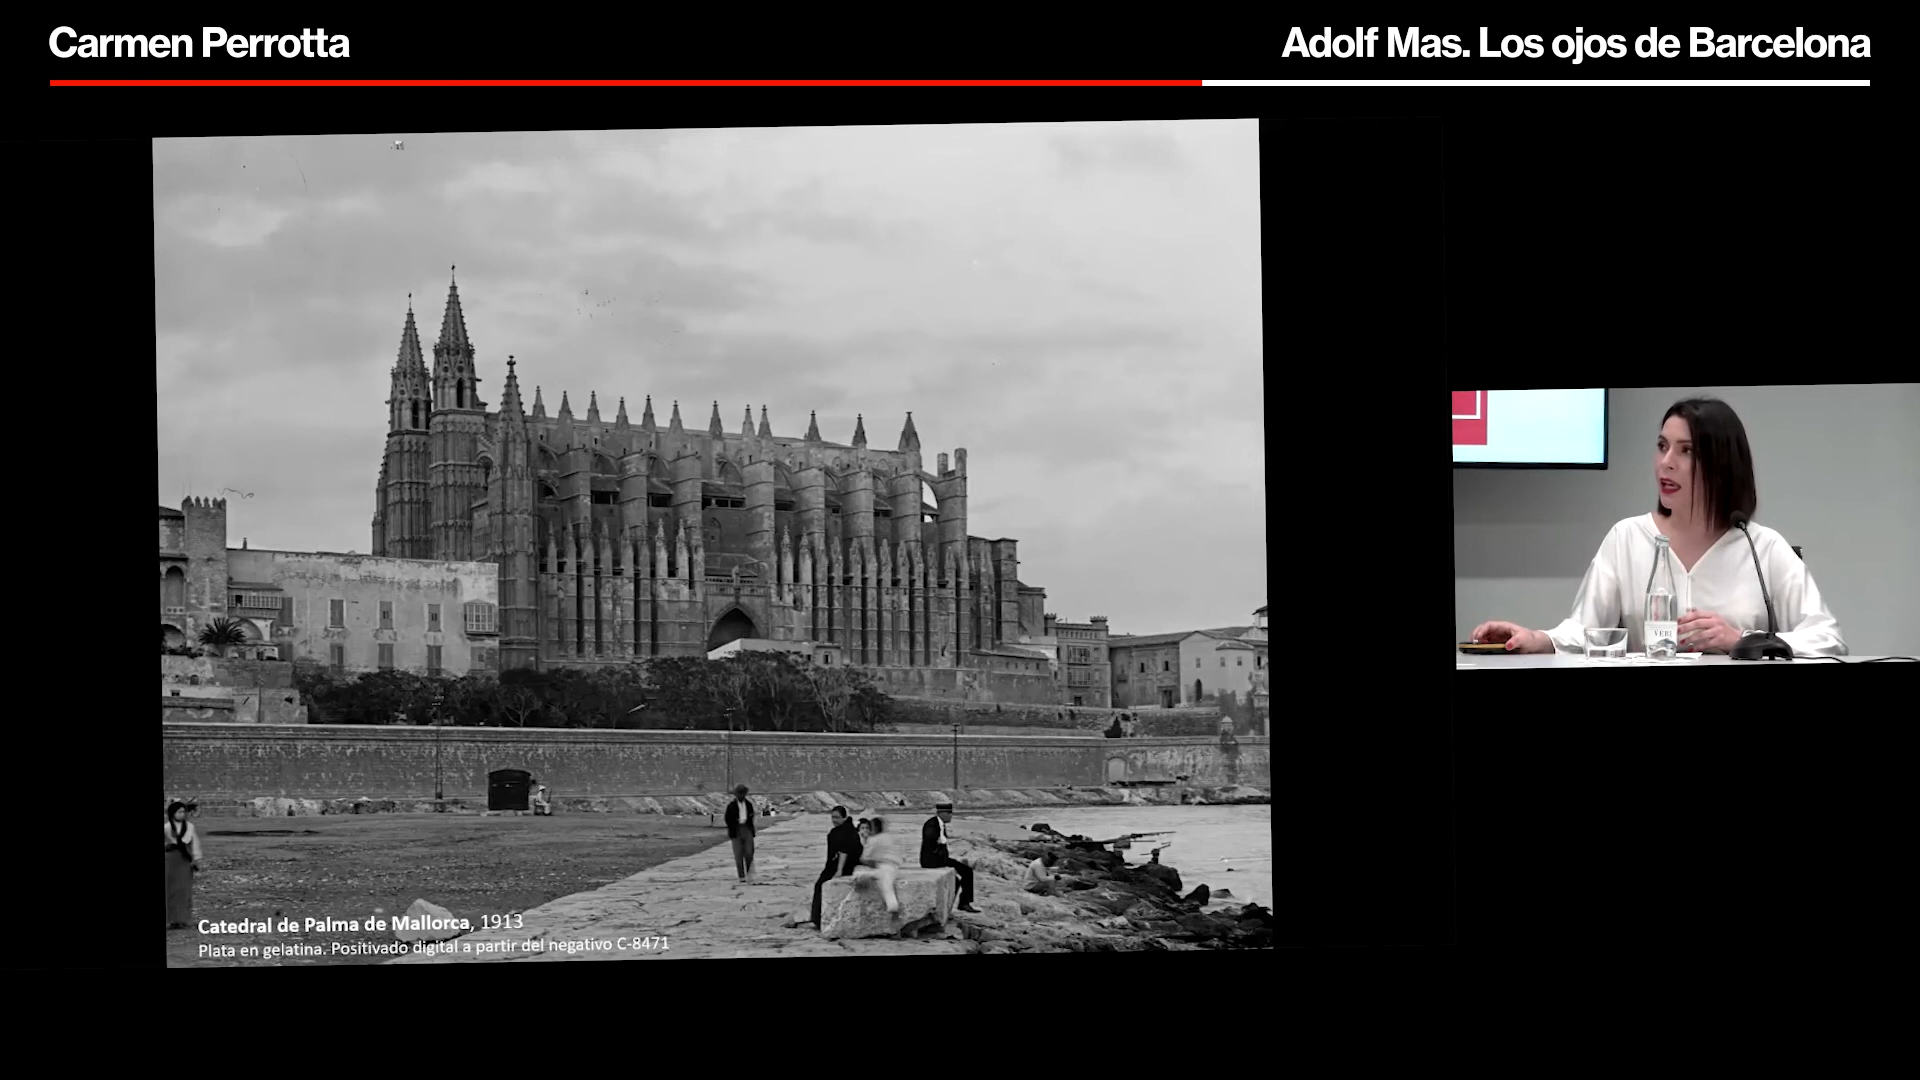 Carmen Perrotta
Adolf Mas. Los ojos de Barcelona
Catedral de Palma de Mallorca, 1913
Plata en gelatina. Positivado digital a partir del negativo C-8471
VERI